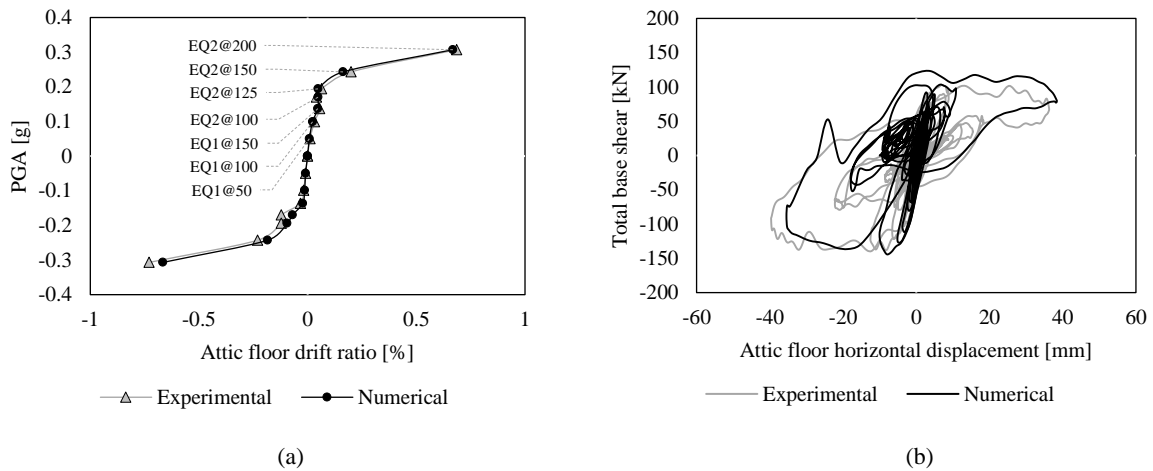 0.4
0.3
0.2
0.1
0
-0.1
-0.2
-0.3
-0.4
PGA [g]
EQ2@200
EQ2@150
EQ2@125
EQ2@100
EQ1@150
EQ1@100
EQ1@50
-1 -0.5 0 0.5 1
Attic floor drift ratio [%]
Experimental Numerical
(a)
200
150
100
50
0
-50
-100
-150
-200
Total base shear [kN]
-60 -40 -20 0 20 40 60
Attic floor horizontal displacement [mm]
Experimental Numerical
(b)